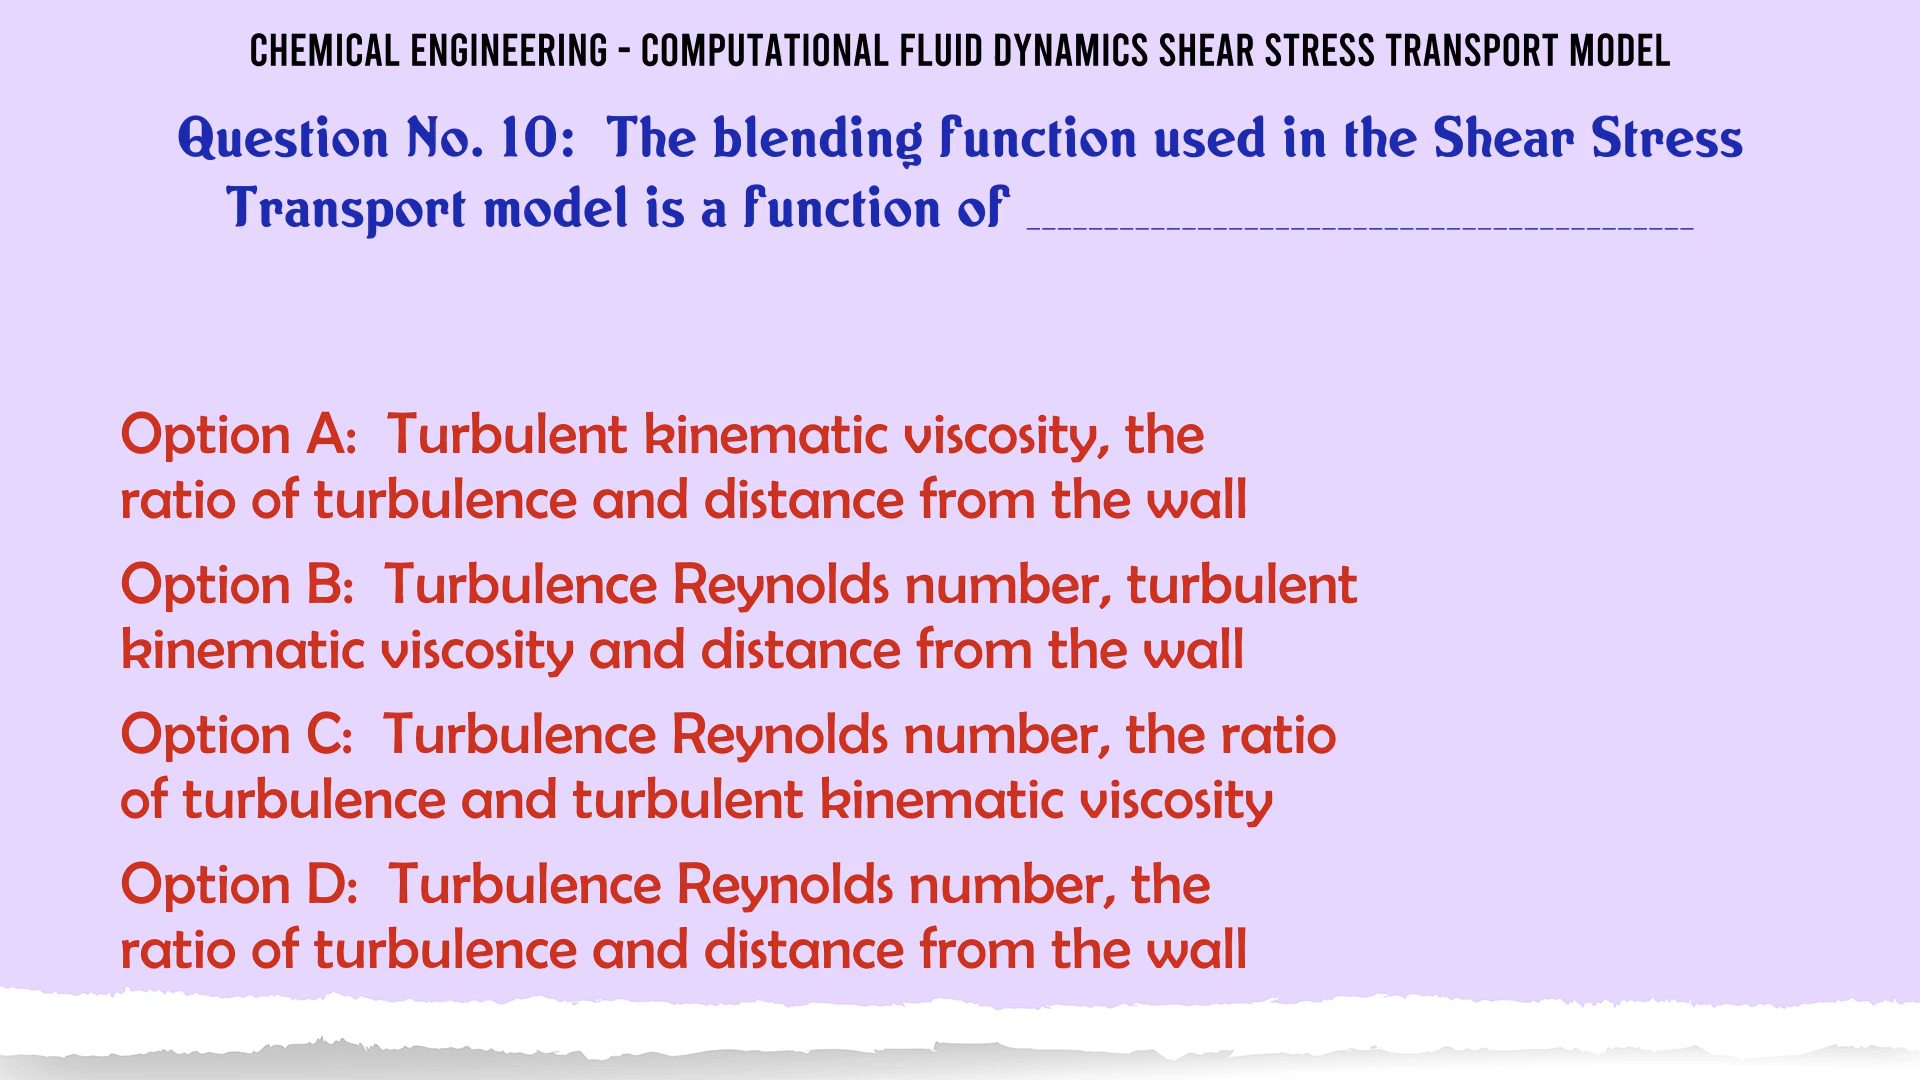 CHEMICAL ENGINEERING - COMPUTATIONAL FLUID DYNAMICS SHEAR STRESS TRANSPORT MODEL
Question No. 10: The blending function used in the Shear Stress
Transport model is a function of ___________________________________________
Option A: Turbulent kinematic viscosity, the
ratio of turbulence and distance from the wall
Option B: Turbulence Reynolds number, turbulent
kinematic viscosity and distance from the wall
Option C: Turbulence Reynolds number, the ratio
of turbulence and turbulent kinematic viscosity
Option D: Turbulence Reynolds number, the
ratio of turbulence and distance from the wall